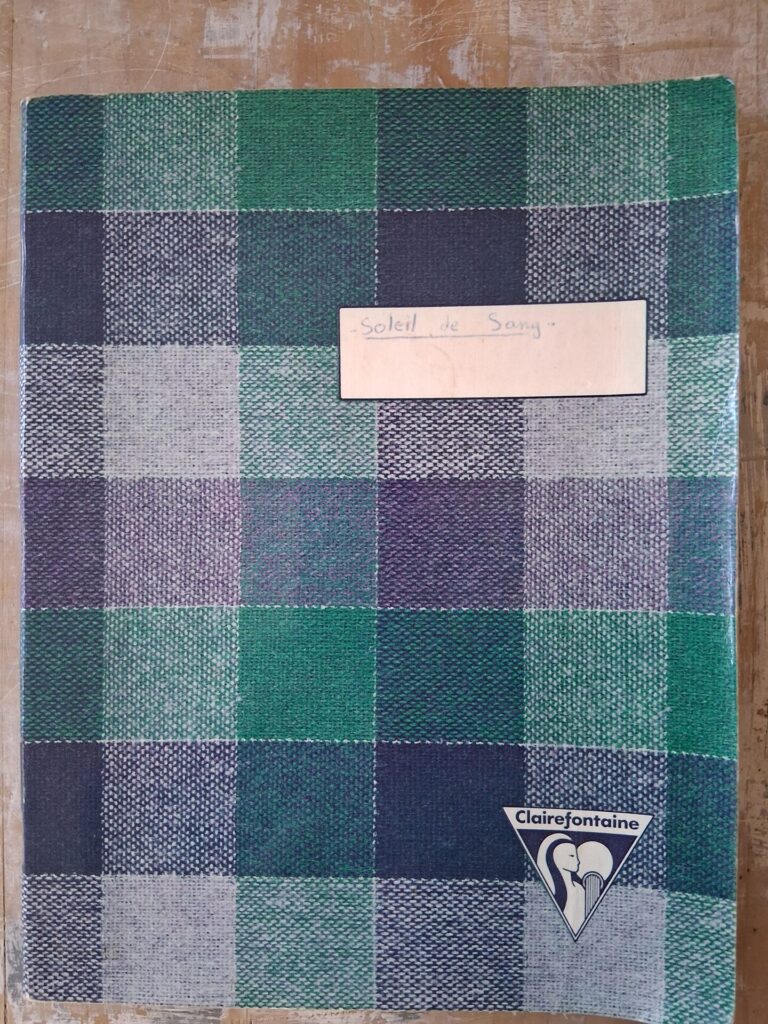 - Soleil de Sang -
Clairefontaine